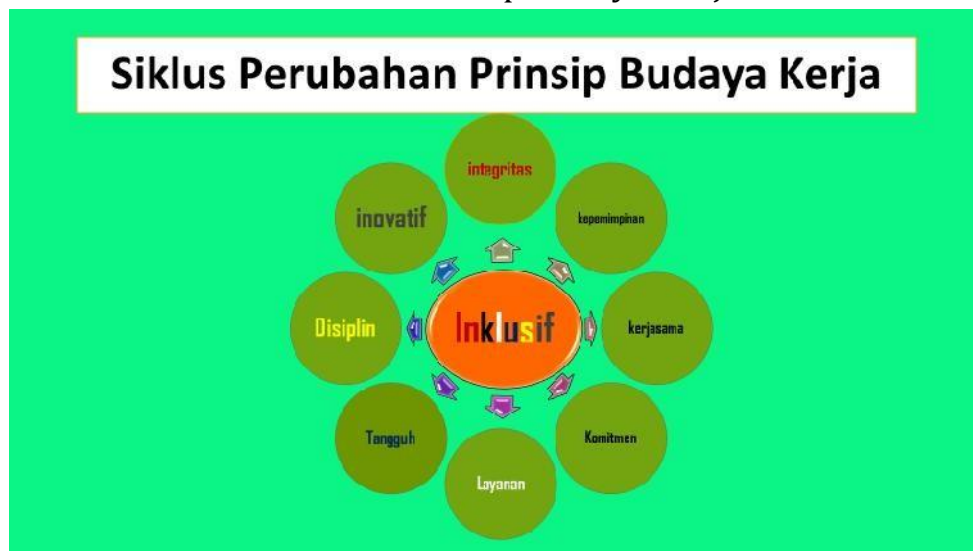 Siklus Perubahan Prinsip Budaya Kerja
integritas
kepemimpinan
kerjasama
Komitmen
Layanan
Tangguh
Disiplin
inovatif
Inklusif